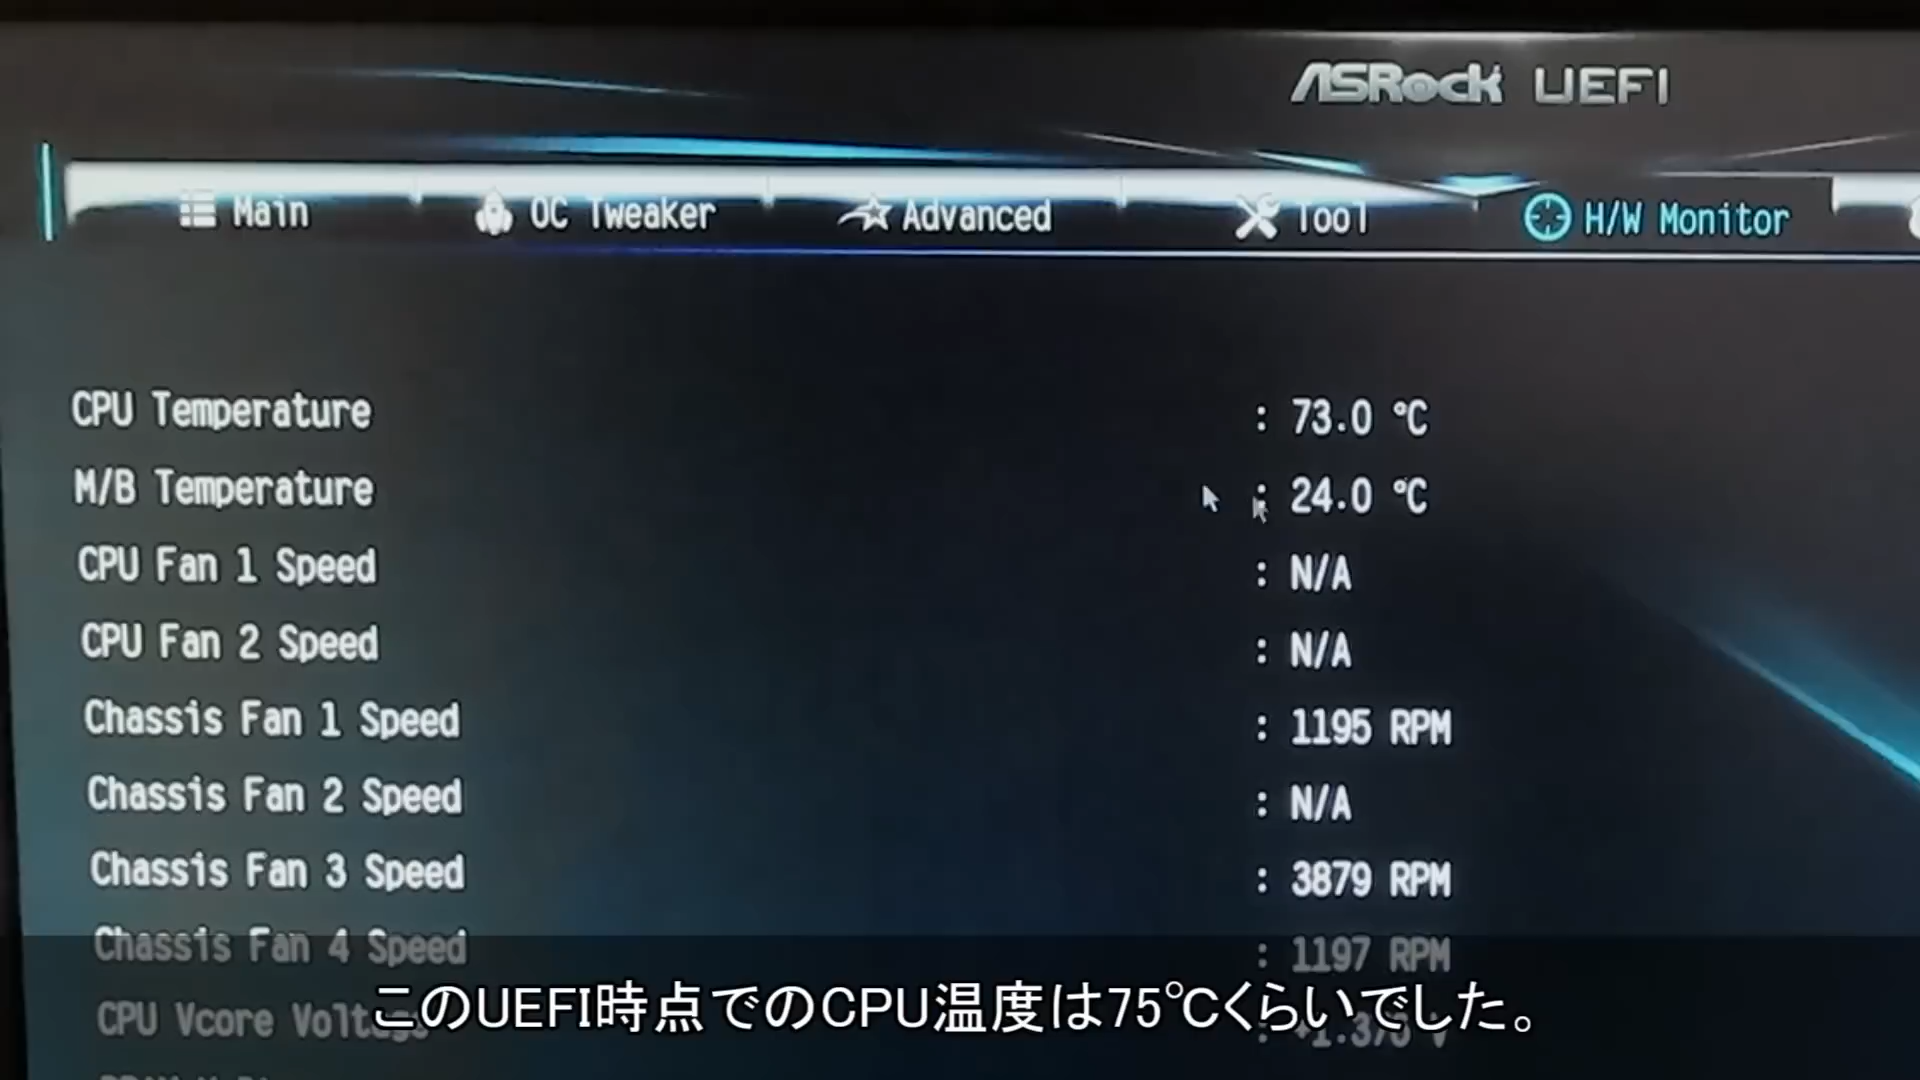 ASRock UEFI
Main OC Tweaker Advanced Tool H/W Monitor
CPU Temperature : 73.0 °C
M/B Temperature : 24.0 °C
CPU Fan 1 Speed : N/A
CPU Fan 2 Speed : N/A
Chassis Fan 1 Speed : 1195 RPM
Chassis Fan 2 Speed : N/A
Chassis Fan 3 Speed : 3879 RPM
Chassis Fan 4 Speed : 1197 RPM
CPU Vcore Voltage :
このUEFI時点でのCPU温度は75℃くらいでした。